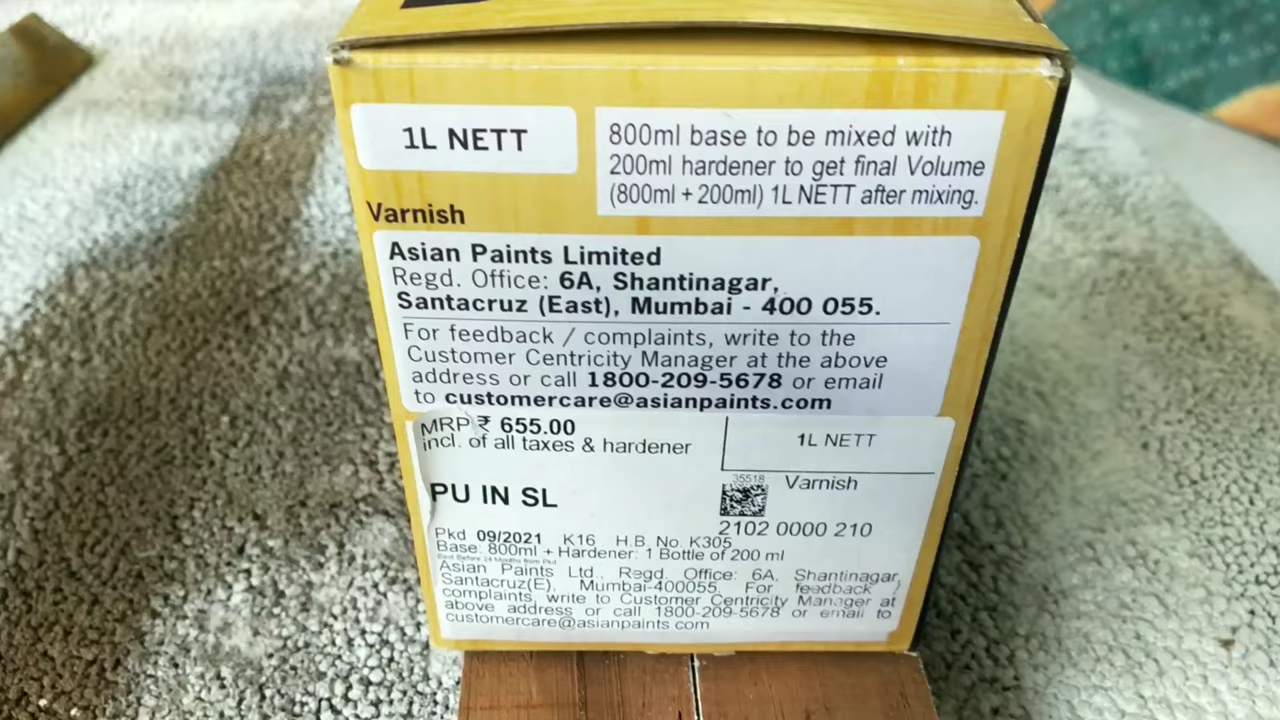 1L NETT
800ml base to be mixed with
200ml hardener to get final Volume
(800ml + 200ml) 1L NETT after mixing.
Varnish
Asian Paints Limited
Regd. Office: 6A, Shantinagar,
Santacruz (East), Mumbai - 400 055.
For feedback / complaints, write to the
Customer Centricity Manager at the above
address or call 1800-209-5678 or email
to customercare@asianpaints.com
MRP ₹ 655.00
incl. of all taxes & hardener
1L NETT
35518
Varnish
PU IN SL
2102 0000 210
Pkd 09/2021 K16 H.B. No. K305
Base: 800ml + Hardener: 1 Bottle of 200 ml
Best Before 24 Months from Pkd
Asian Paints Ltd., Regd. Office: 6A, Shantinagar,
Santacruz(E), Mumbai-400055. For feedback /
complaints, write to Customer Centricity Manager at
above address or call 1800-209-5678 or email to
customercare@asianpaints.com